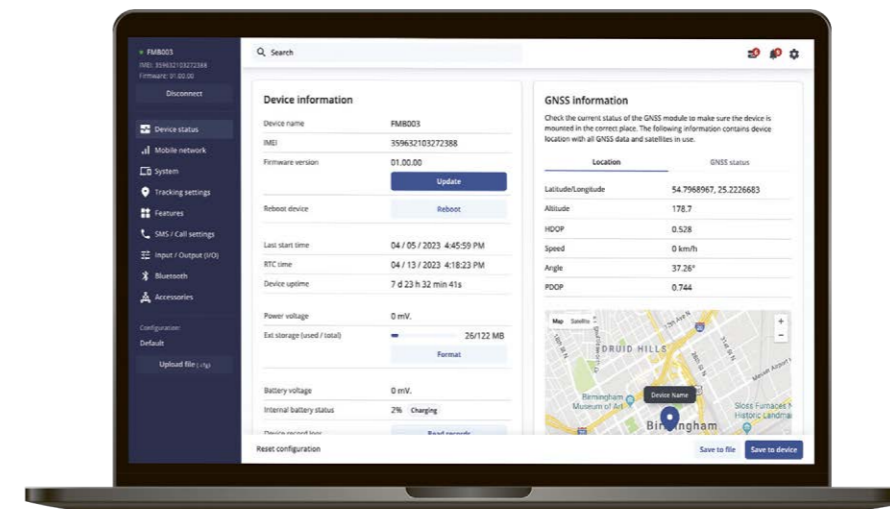 FMB003
IMEI: 359632103272388
Firmware: 01.00.00
Disconnect
Device status
Mobile network
System
Tracking settings
Features
SMS / Call settings
Input / Output (I/O)
Bluetooth
Accessories
Configuration
Default
Upload file (.cfg)
Search
Device information
Device name FMB003
IMEI 359632103272388
Firmware version 01.00.00
Update
Reboot device Reboot
Last start time 04 / 05 / 2023 4:45:59 PM
RTC time 04 / 13 / 2023 4:18:23 PM
Device uptime 7 d 23 h 32 min 41s
Power voltage 0 mV.
Ext storage (used / total) 26/122 MB
Format
Battery voltage 0 mV.
Internal battery status 2% Charging
Device record logs Read records
Reset configuration
GNSS information
Check the current status of the GNSS module to make sure the device is
mounted in the correct place. The following information contains device
location with all GNSS data and satellites in use.
Location GNSS status
Latitude/Longitude 54.7968967, 25.2226683
Altitude 178,7
HDOP 0.528
Speed 0 km/h
Angle 37.26°
PDOP 0.744
Map Satellite
+
−
DRUID HILLS
Birmingham
Museum of Art
Device Name
Sloss Furnaces N
Historic Landma
Birmingham
Save to file Save to device